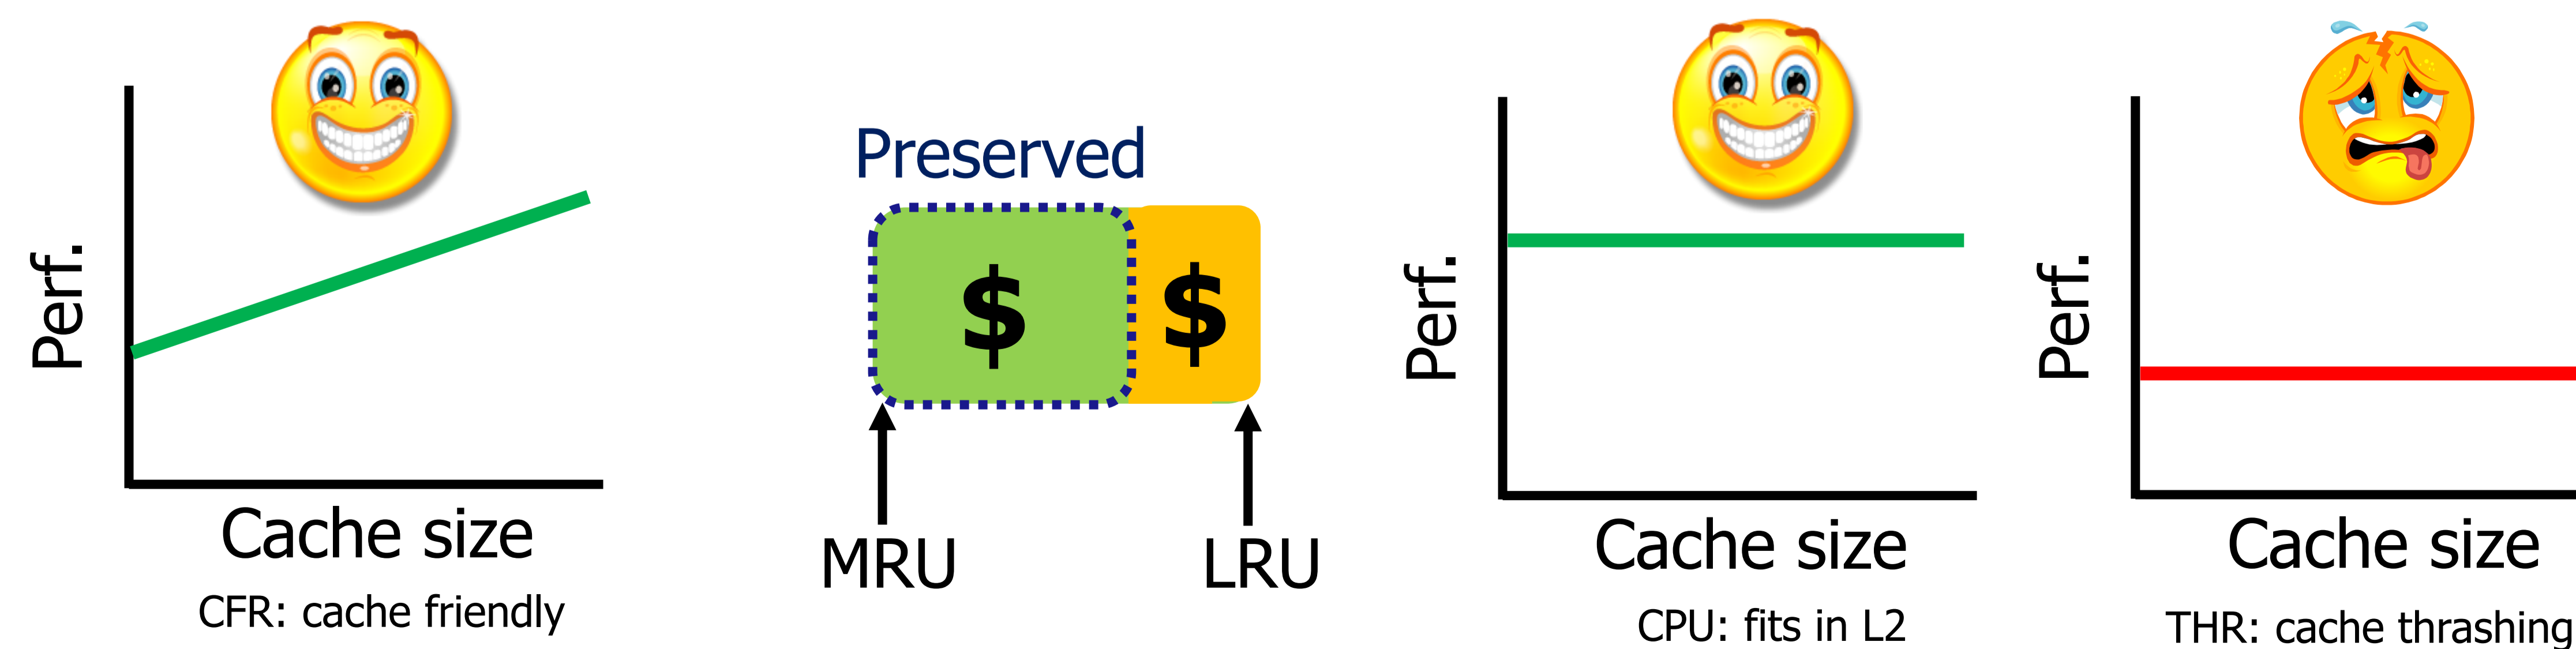 Perf.
Cache size
CFR: cache friendly
Preserved
$ $
MRU LRU
Perf.
Cache size
CPU: fits in L2
Perf.
Cache size
THR: cache thrashing